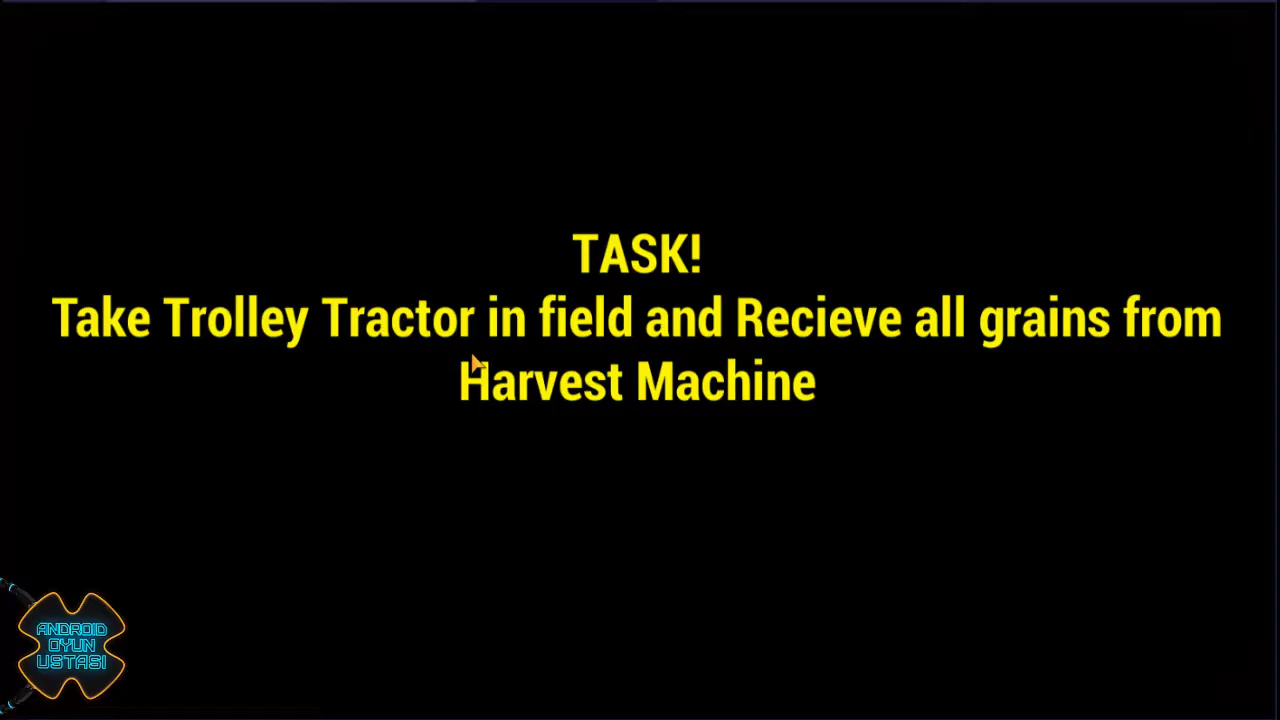 TASK!
Take Trolley Tractor in field and Recieve all grains from
Harvest Machine
ANDROID
OYUN
USTASI